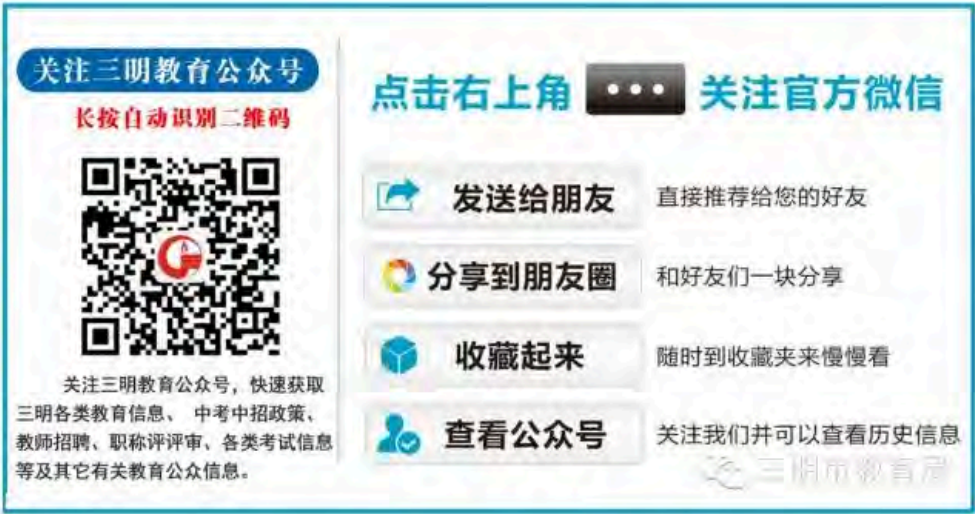 关注三明教育公众号
长按自动识别二维码
关注三明教育公众号，快速获取
三明各类教育信息、 中考中招政策、
教师招聘、职称评评审、各类考试信息
等及其它有关教育公众信息。
点击右上角 ••• 关注官方微信
发送给朋友 直接推荐给您的好友
分享到朋友圈 和好友们一块分享
收藏起来 随时到收藏夹来慢慢看
查看公众号 关注我们并可以查看历史信息
三明市教育局